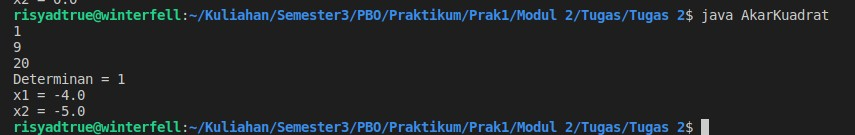 x2 = 0.0
risyadtrue@winterfell:~/Kuliahan/Semester3/PBO/Praktikum/Prak1/Modul 2/Tugas/Tugas 2$ java AkarKuadrat
1
9
20
Determinan = 1
x1 = -4.0
x2 = -5.0
risyadtrue@winterfell:~/Kuliahan/Semester3/PBO/Praktikum/Prak1/Modul 2/Tugas/Tugas 2$